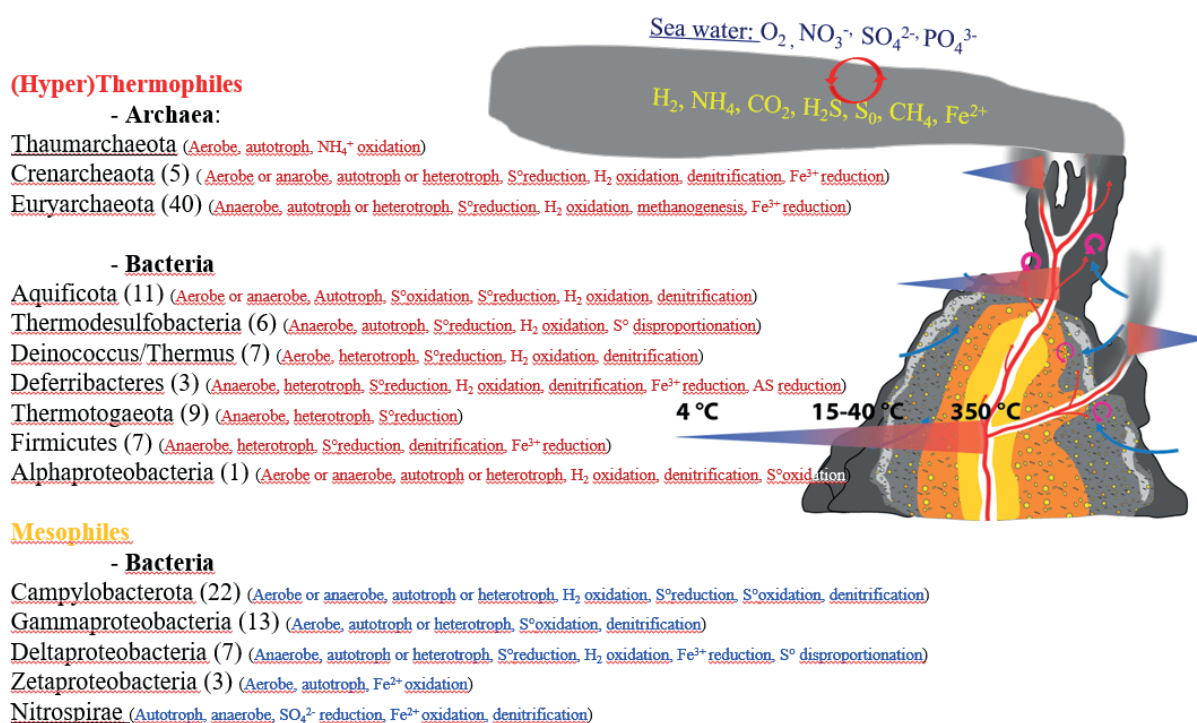 Sea water: O₂, NO₃⁻, SO₄²⁻, PO₄³⁻
H₂, NH₄, CO₂, H₂S, S₀, CH₄, Fe²⁺
(Hyper)Thermophiles
- Archaea:
Thaumarchaeota (Aerobe, autotroph, NH₄⁺ oxidation)
Crenarcheaota (5) ( Aerobe or anarobe, autotroph or heterotroph, S°reduction, H₂ oxidation, denitrification, Fe³⁺ reduction)
Euryarchaeota (40) (Anaerobe, autotroph or heterotroph, S°reduction, H₂ oxidation, methanogenesis, Fe³⁺ reduction)
- Bacteria
Aquificota (11) (Aerobe or anaerobe, Autotroph, S°oxidation, S°reduction, H₂ oxidation, denitrification)
Thermodesulfobacteria (6) (Anaerobe, autotroph, S°reduction, H₂ oxidation, S° disproportionation)
Deinococcus/Thermus (7) (Aerobe, heterotroph, S°reduction, H₂ oxidation, denitrification)
Deferribacteres (3) (Anaerobe, heterotroph, S°reduction, H₂ oxidation, denitrification, Fe³⁺ reduction, AS reduction)
Thermotogaeota (9) (Anaerobe, heterotroph, S°reduction)
Firmicutes (7) (Anaerobe, heterotroph, S°reduction, denitrification, Fe³⁺ reduction)
Alphaproteobacteria (1) (Aerobe or anaerobe, autotroph or heterotroph, H₂ oxidation, denitrification, S°oxidation)
4 °C 15-40 °C 350 °C
Mesophiles
- Bacteria
Campylobacterota (22) (Aerobe or anaerobe, autotroph or heterotroph, H₂ oxidation, S°reduction, S°oxidation, denitrification)
Gammaproteobacteria (13) (Aerobe, autotroph or heterotroph, S°oxidation, denitrification)
Deltaproteobacteria (7) (Anaerobe, autotroph or heterotroph, S°reduction, H₂ oxidation, Fe³⁺ reduction, S° disproportionation)
Zetaproteobacteria (3) (Aerobe, autotroph, Fe²⁺ oxidation)
Nitrospirae (Autotroph, anaerobe, SO₄²⁻ reduction, Fe²⁺ oxidation, denitrification)